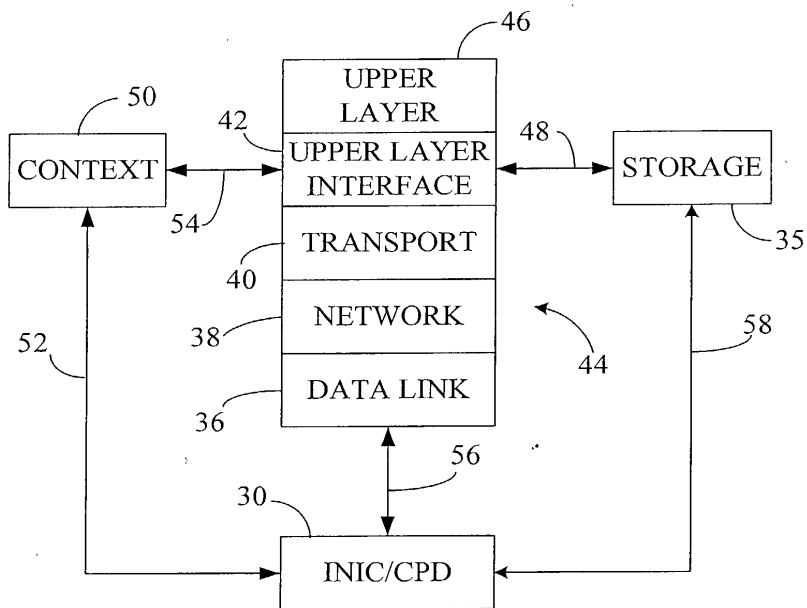 46
UPPER
LAYER
50
42
48
CONTEXT
UPPER LAYER
INTERFACE
STORAGE
54
35
TRANSPORT
40
38
NETWORK
52
58
44
36
DATA LINK
56
30
INIC/CPD